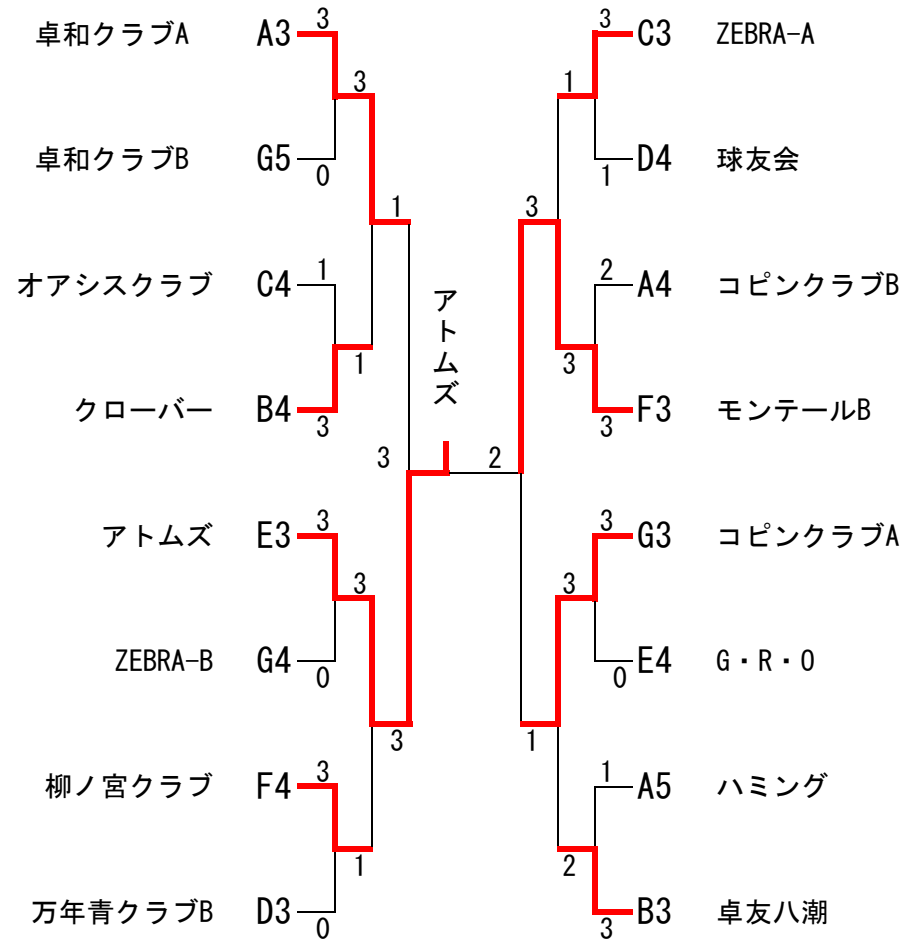 卓和クラブA A3 3 3 C3 ZEBRA-A
3 1
卓和クラブB G5 0 1 D4 球友会
1 3
オアシスクラブ C4 1 2 A4 コピンクラブB
アトムズ
1 3
クローバー B4 3 3 F3 モンテールB
3 2
アトムズ E3 3 3 G3 コピンクラブA
3 3
ZEBRA-B G4 0 0 E4 G・R・O
3 1
柳ノ宮クラブ F4 3 1 A5 ハミング
1 2
万年青クラブB D3 0 3 B3 卓友八潮